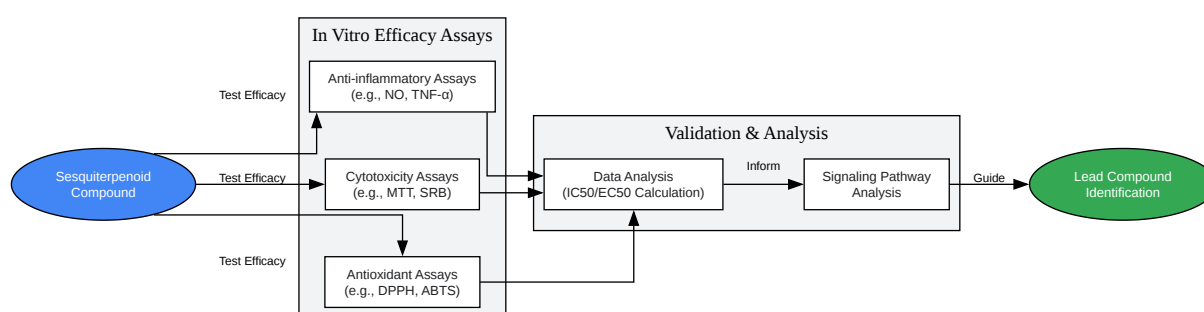 In Vitro Efficacy Assays
Anti-inflammatory Assays
(e.g., NO, TNF-α)
Test Efficacy
Validation & Analysis
Sesquiterpenoid
Compound
Test Efficacy
Cytotoxicity Assays
(e.g., MTT, SRB)
Data Analysis
(IC50/EC50 Calculation)
Inform
Signaling Pathway
Analysis
Guide
Lead Compound
Identification
Test Efficacy
Antioxidant Assays
(e.g., DPPH, ABTS)